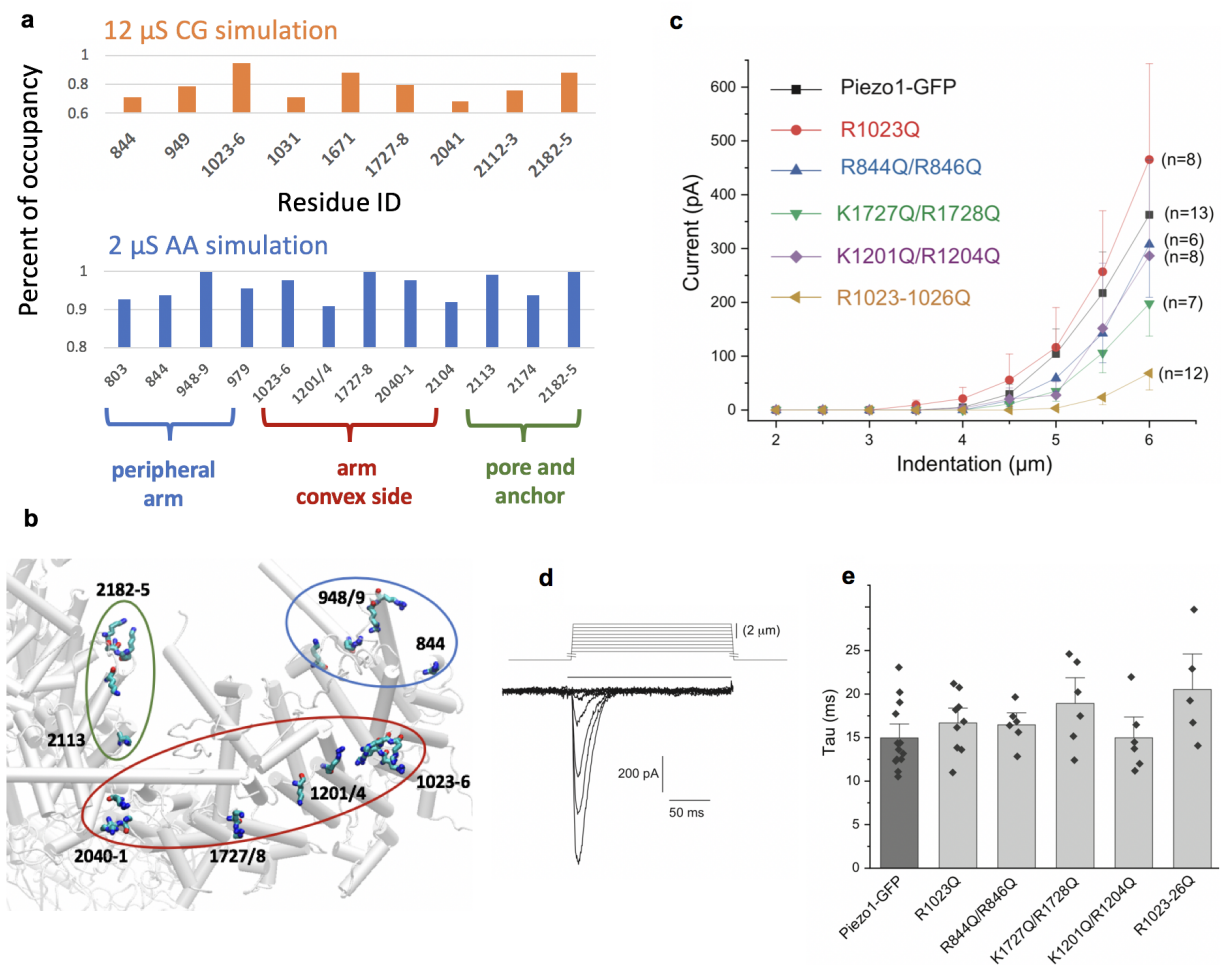 a
12 µS CG simulation
Percent of occupancy
1
0.8
0.6
844
949
1023-6
1031
1671
1727-8
2041
2112-3
2182-5
Residue ID
2 µS AA simulation
1
0.9
0.8
803
844
948-9
979
1023-6
1201/4
1727-8
2040-1
2104
2113
2174
2182-5
peripheral
arm
arm
convex side
pore and
anchor
b
2182-5
948/9
844
2113
1023-6
1201/4
2040-1
1727/8
c
Current (pA)
600
500
400
300
200
100
0
Piezo1-GFP
R1023Q
R844Q/R846Q
K1727Q/R1728Q
K1201Q/R1204Q
R1023-1026Q
(n=8)
(n=13)
(n=6)
(n=8)
(n=7)
(n=12)
2
3
4
5
6
Indentation (µm)
d
(2 µm)
200 pA
50 ms
e
Tau (ms)
25
20
15
10
5
0
Piezo1-GFP
R1023Q
R844Q/R846Q
K1727Q/R1728Q
K1201Q/R1204Q
R1023-26Q